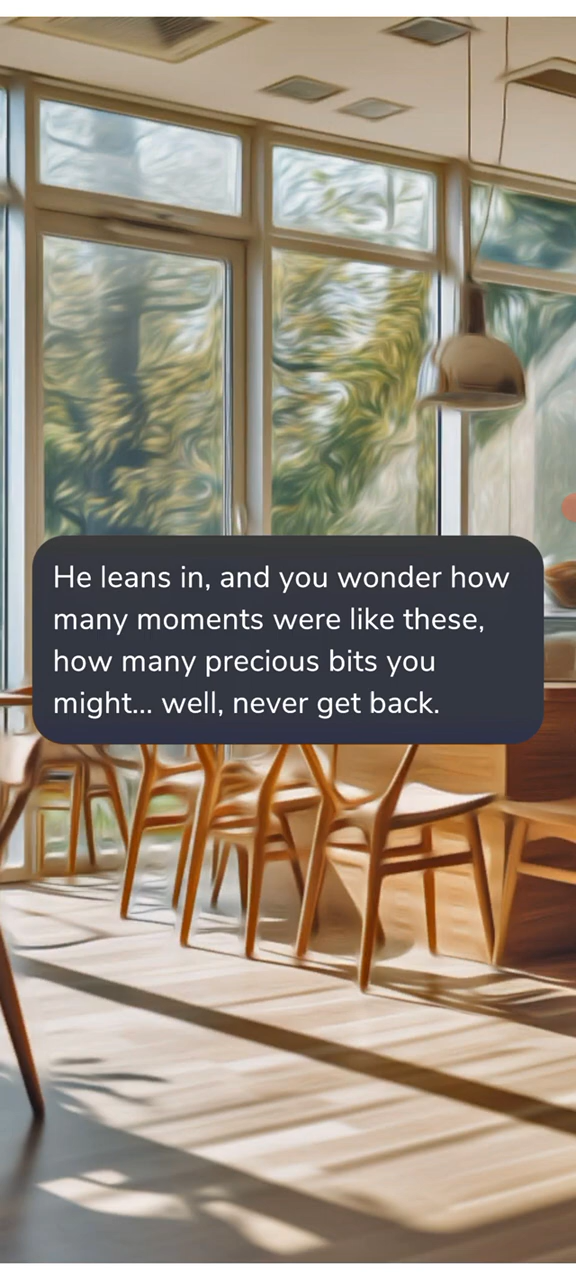 He leans in, and you wonder how
many moments were like these,
how many precious bits you
might... well, never get back.